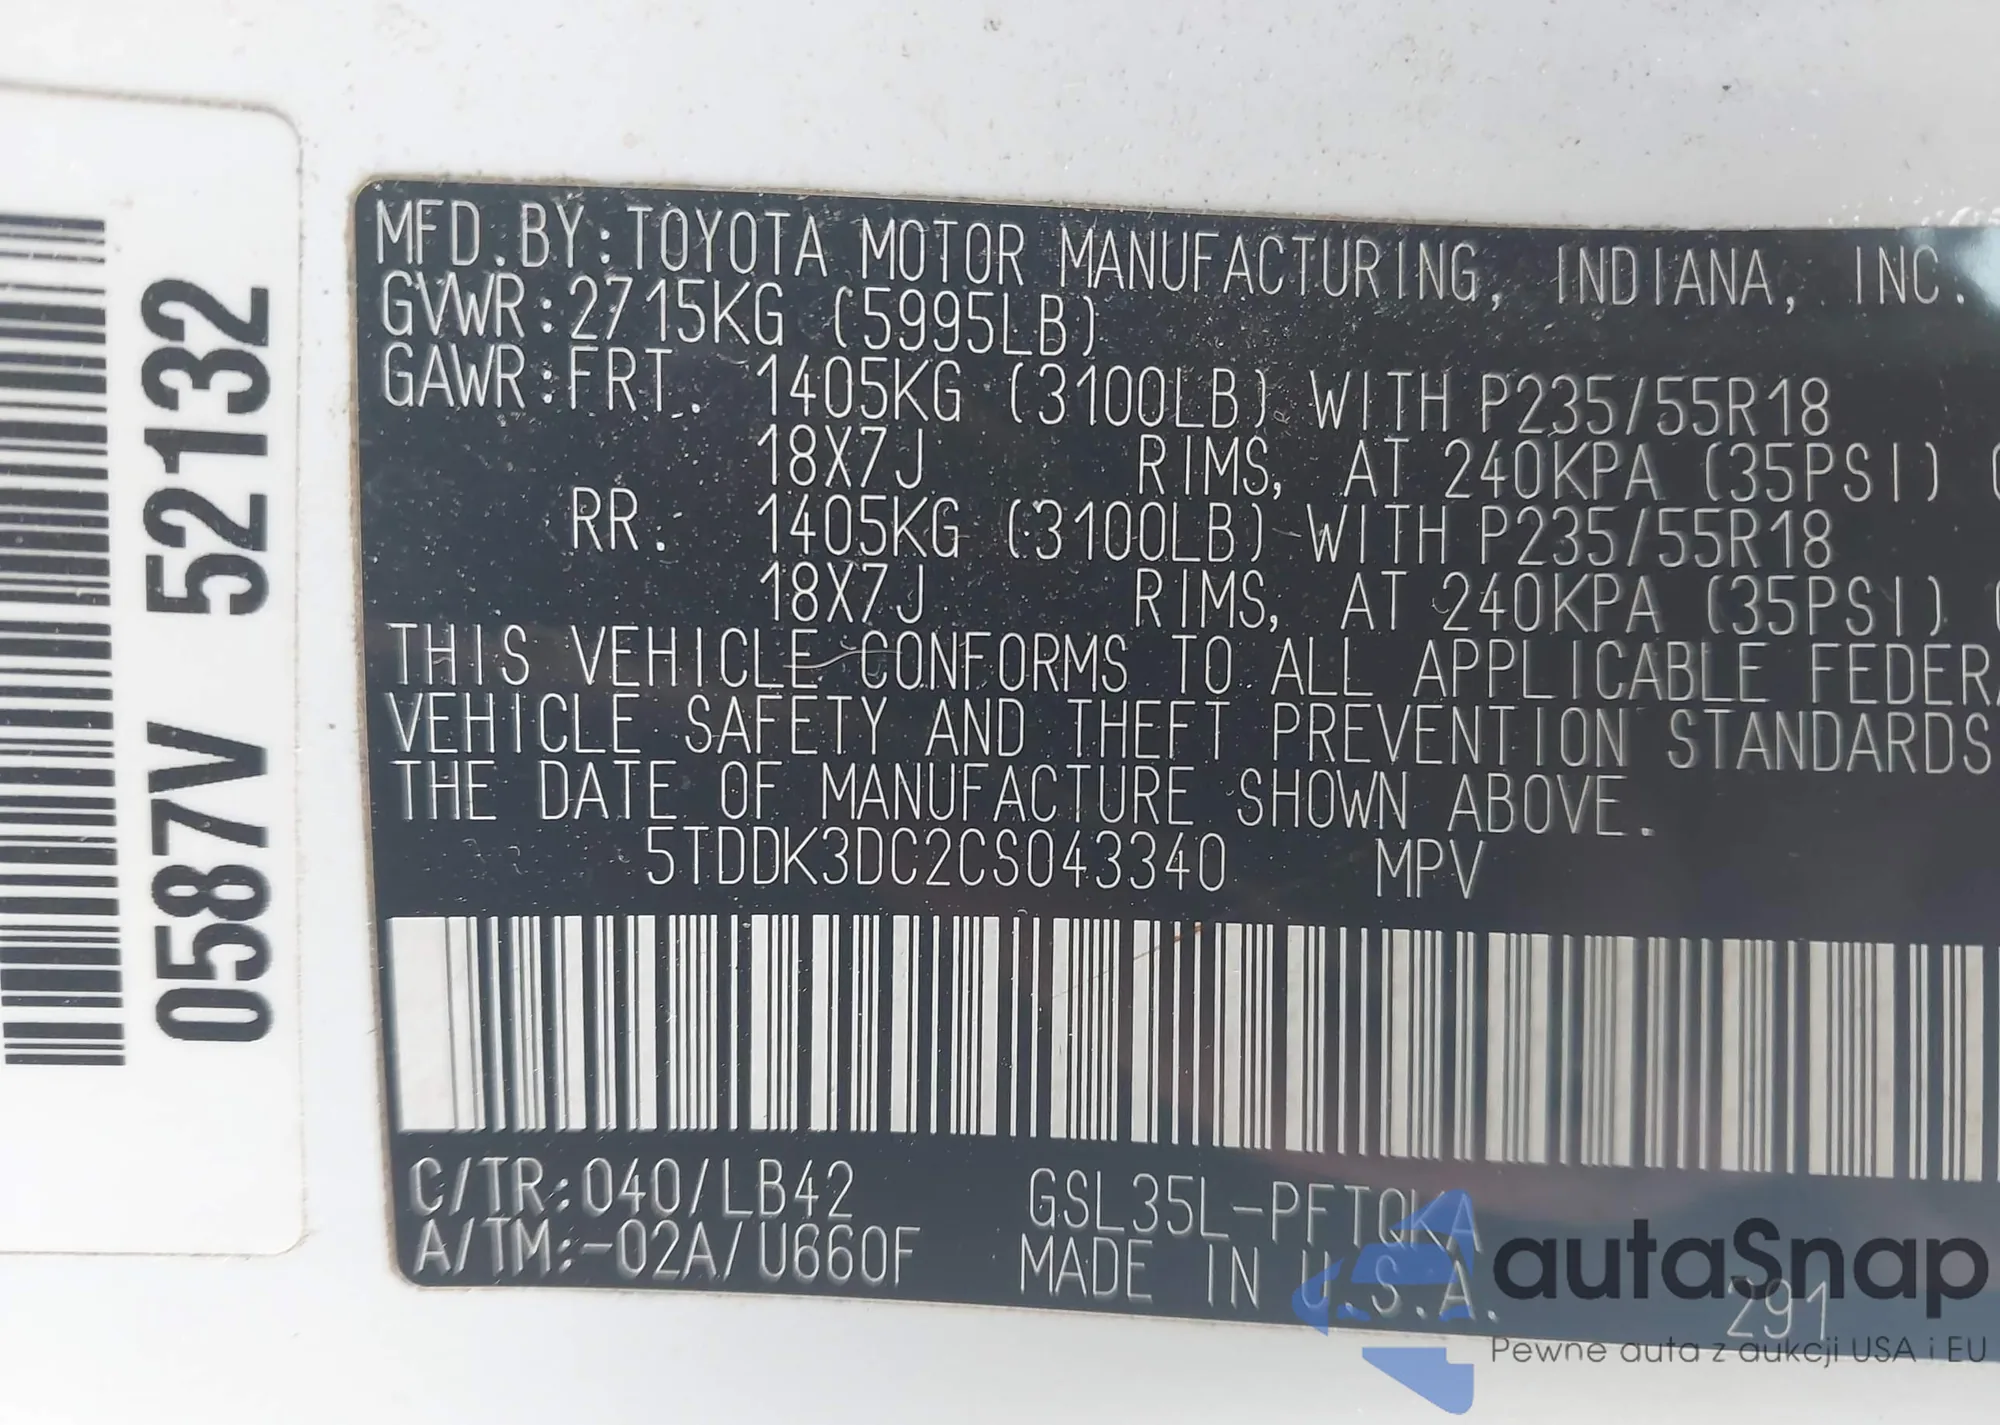 0587V 52132
MFD. BY: TOYOTA MOTOR MANUFACTURING, INDIANA, INC.
GVWR: 2715KG (5995LB)
GAWR: FRT. 1405KG (3100LB) WITH P235/55R18
18X7J RIMS, AT 240KPA (35PSI) (
RR. 1405KG (3100LB) WITH P235/55R18
18X7J RIMS, AT 240KPA (35PSI) (
THIS VEHICLE CONFORMS TO ALL APPLICABLE FEDERA
VEHICLE SAFETY AND THEFT PREVENTION STANDARDS
THE DATE OF MANUFACTURE SHOWN ABOVE.
5TDDK3DC2CS043340 MPV
C/TR: 040/LB42 GSL35L-PFTQKA
A/TM: -02A/U660F MADE IN U.S.A. 291
autaSnap
Pewne auta z aukcji USA i EU